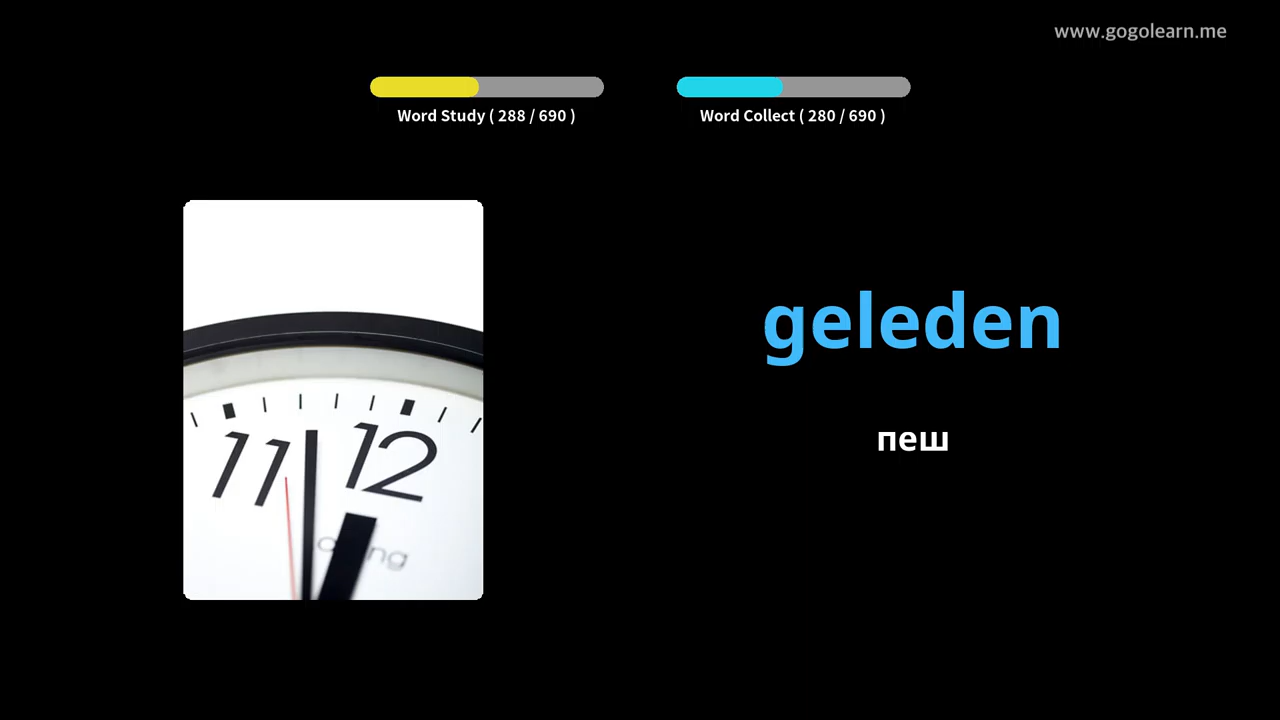 www.gogolearn.me
Word Study ( 288 / 690 )
Word Collect ( 280 / 690 )
geleden
пеш
11 12